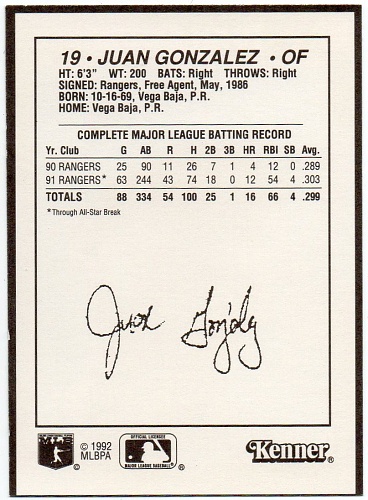 19 • JUAN GONZALEZ • OF
HT: 6'3" WT: 200 BATS: Right THROWS: Right
SIGNED: Rangers, Free Agent, May, 1986
BORN: 10-16-69, Vega Baja, P.R.
HOME: Vega Baja, P.R.
COMPLETE MAJOR LEAGUE BATTING RECORD
Yr. Club G AB R H 2B 3B HR RBI SB Avg.
90 RANGERS 25 90 11 26 7 1 4 12 0 .289
91 RANGERS* 63 244 43 74 18 0 12 54 4 .303
TOTALS 88 334 54 100 25 1 16 66 4 .299
*Through All-Star Break
Juan Gonzalez
MLB
©
© 1992
MLBPA
OFFICIAL LICENSEE
MAJOR LEAGUE BASEBALL
®
Kenner
®